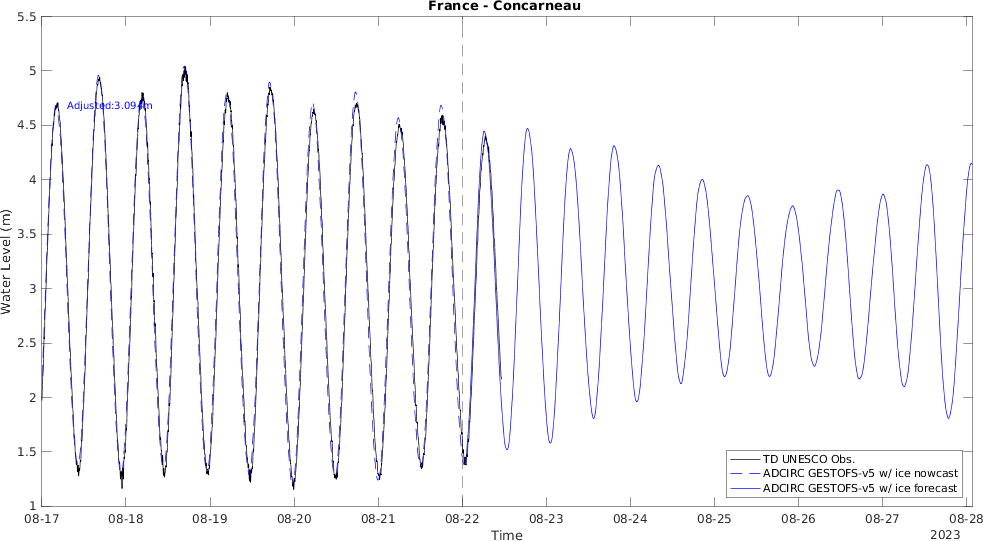 France - Concarneau
5.5
5
4.5
4
3.5
3
2.5
2
1.5
1
Water Level (m)
Adjusted:3.094m
TD UNESCO Obs.
ADCIRC GESTOFS-v5 w/ ice nowcast
ADCIRC GESTOFS-v5 w/ ice forecast
08-17 08-18 08-19 08-20 08-21 08-22 08-23 08-24 08-25 08-26 08-27 08-28
Time
2023